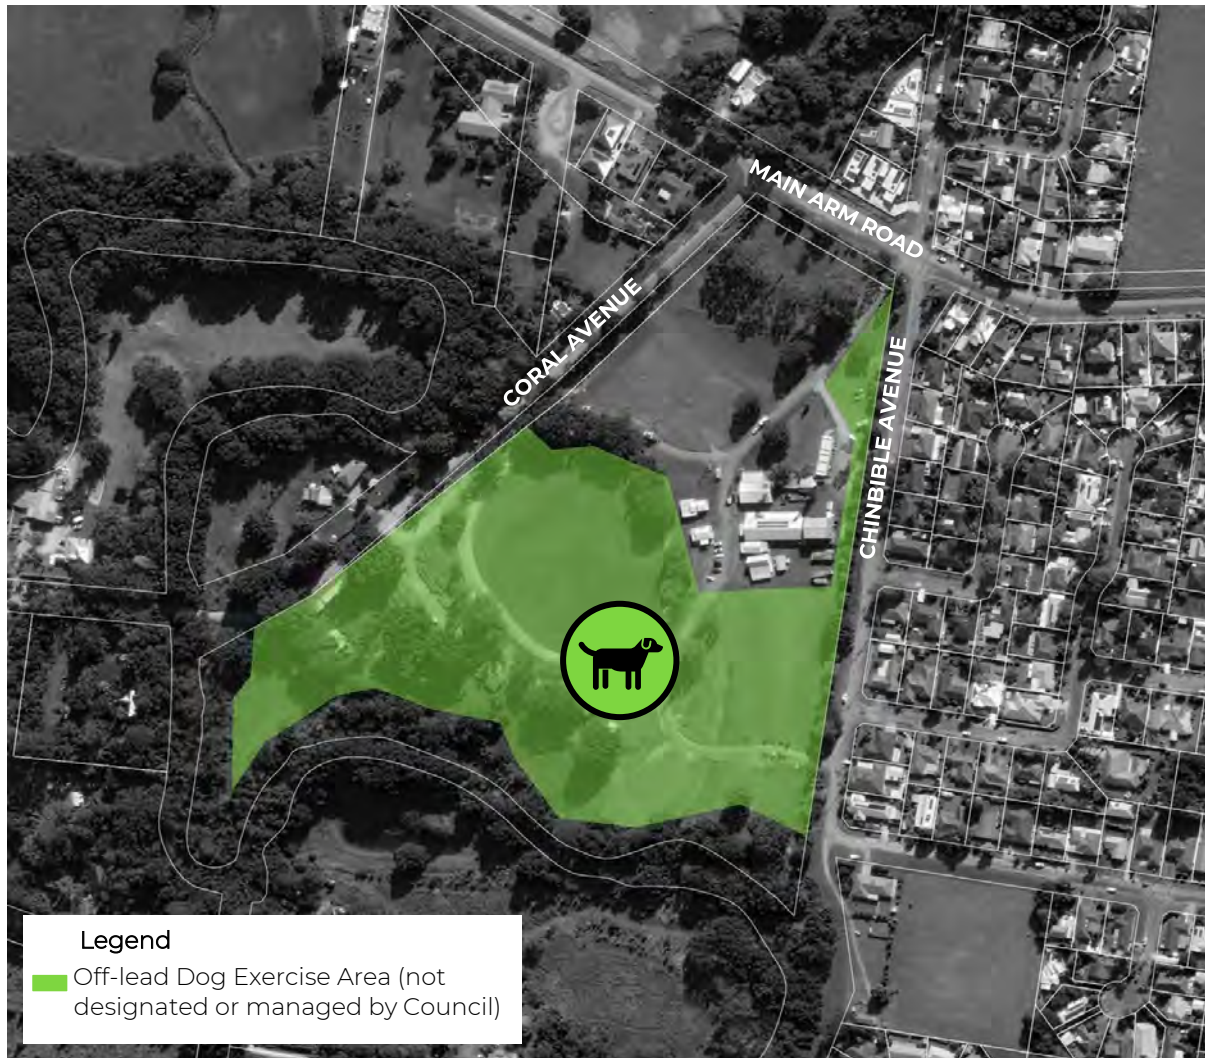 MAIN ARM ROAD
CORAL AVENUE
CHINBIBLE AVENUE
Legend
Off-lead Dog Exercise Area (not
designated or managed by Council)